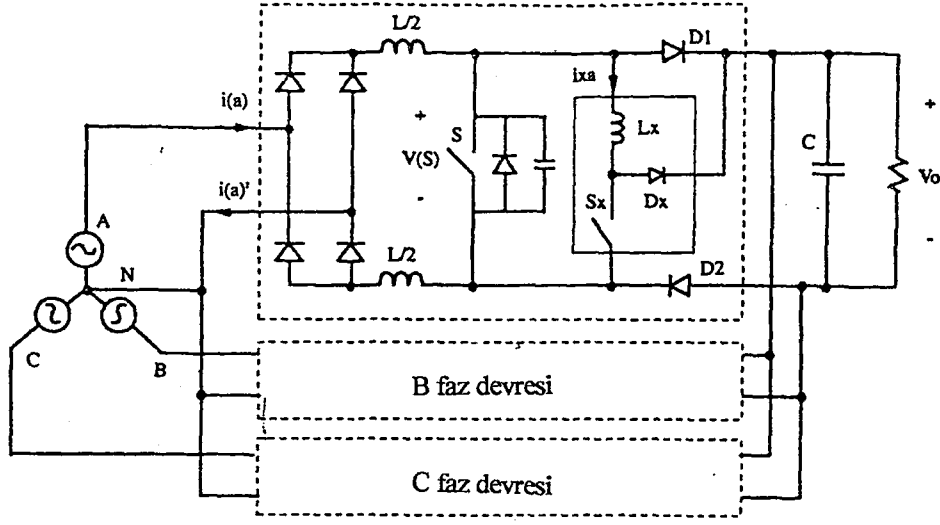 L/2
D1
ixa
i(a)
+
S
V(S)
-
Lx
C
+
Vo
-
Dx
Sx
i(a)'
A
N
L/2
D2
C
B
B faz devresi
C faz devresi